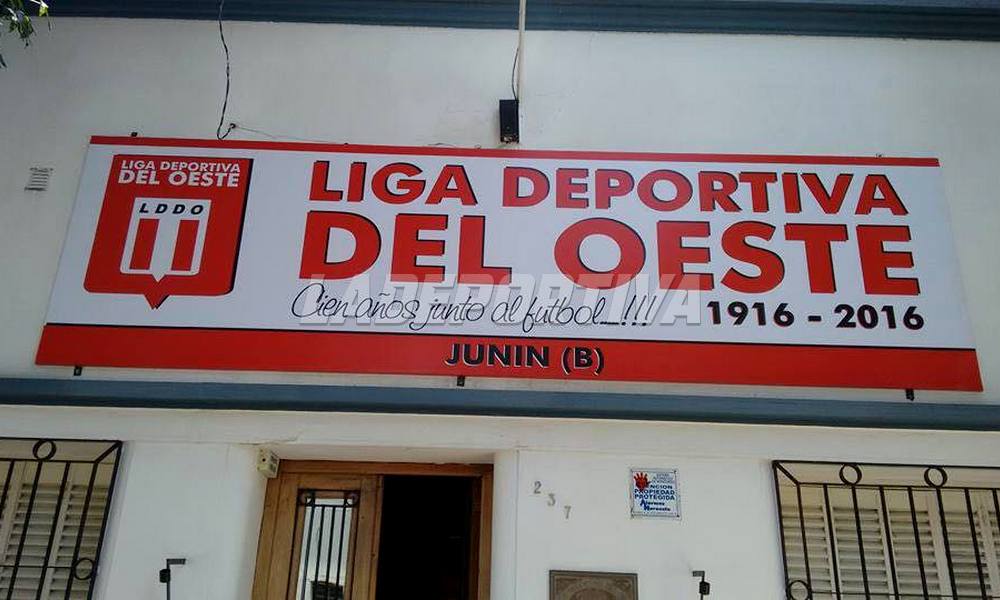 LIGA DEPORTIVA
DEL OESTE
LDDO
LIGA DEPORTIVA
DEL OESTE
Cien años junto al futbol...!!!
1916 - 2016
LADEPORTIVA
JUNIN (B)
237
PROPIEDAD
PROTEGIDA
Alarmas